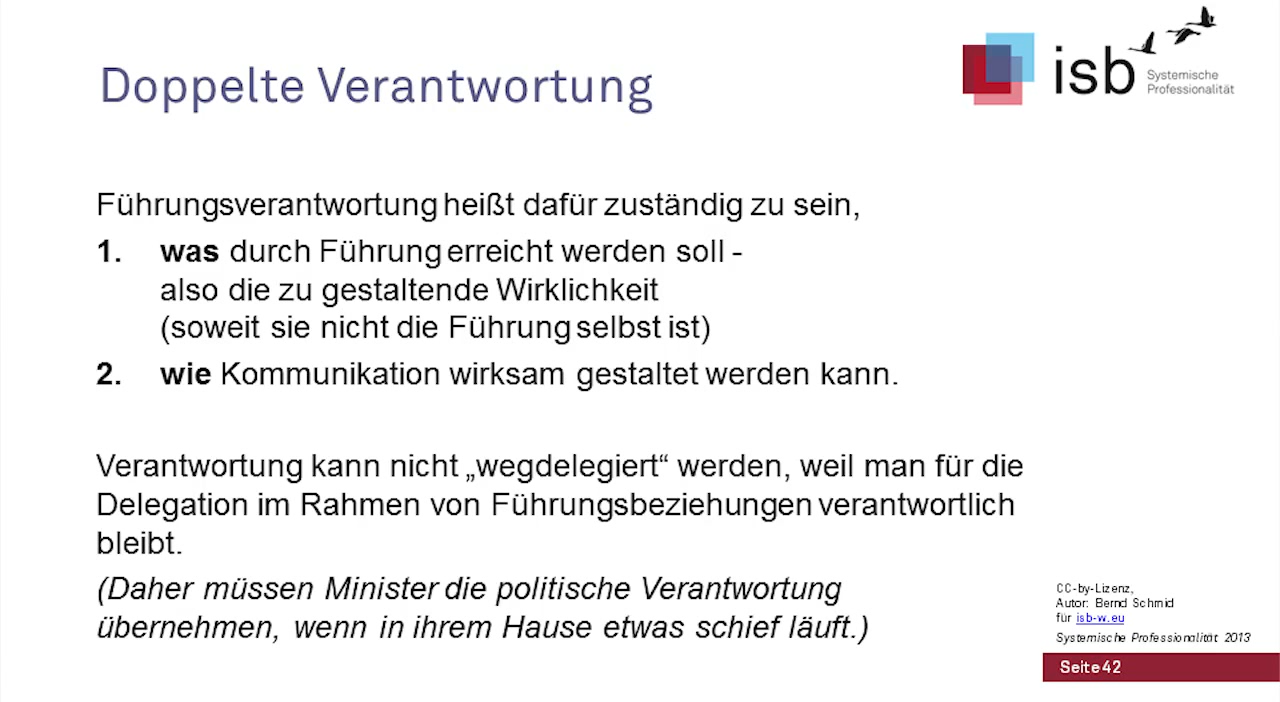 Doppelte Verantwortung
isb
Systemische
Professionalität
Führungsverantwortung heißt dafür zuständig zu sein,
1. was durch Führung erreicht werden soll -
also die zu gestaltende Wirklichkeit
(soweit sie nicht die Führung selbst ist)
2. wie Kommunikation wirksam gestaltet werden kann.
Verantwortung kann nicht „wegdelegiert“ werden, weil man für die
Delegation im Rahmen von Führungsbeziehungen verantwortlich
bleibt.
(Daher müssen Minister die politische Verantwortung
übernehmen, wenn in ihrem Hause etwas schief läuft.)
CC-by-Lizenz,
Autor: Bernd Schmid
für isb-w.eu
Systemische Professionalität 2013
Seite 42